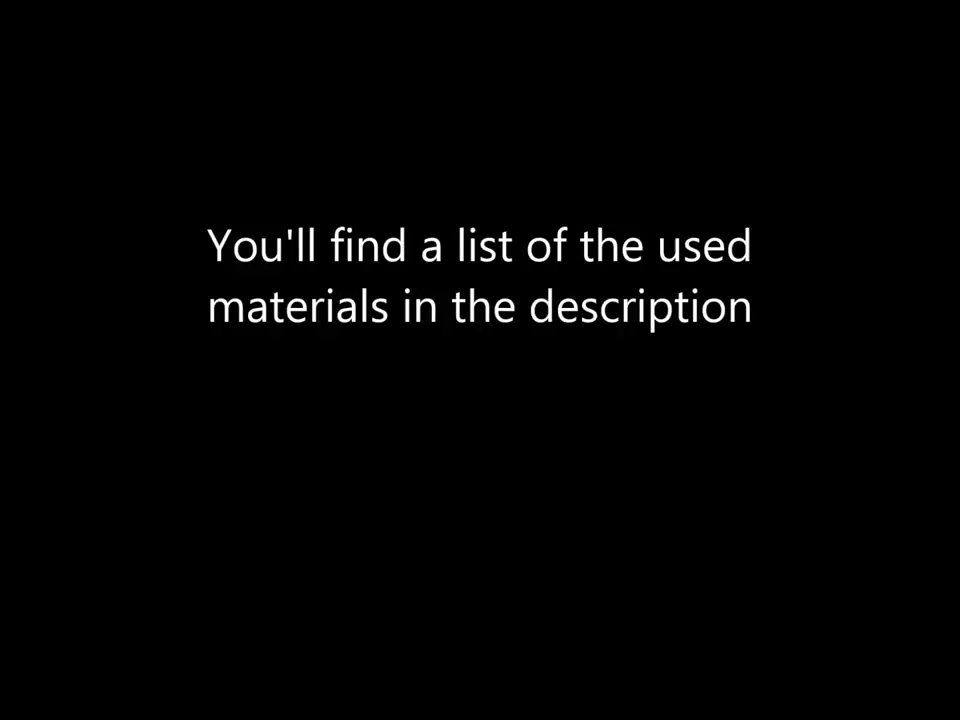 You'll find a list of the used
materials in the description